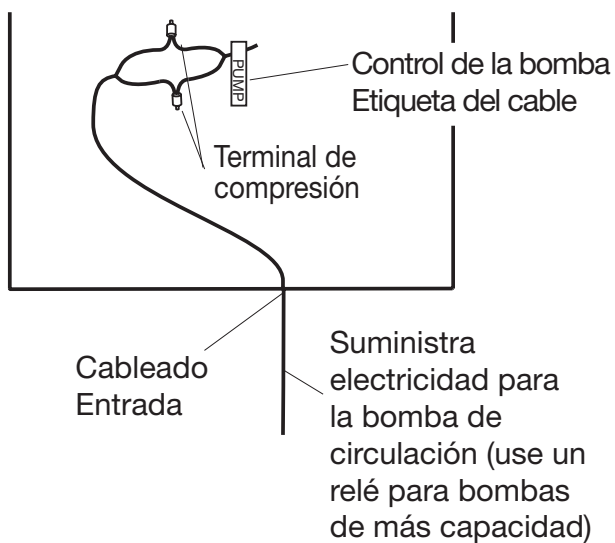 PUMP
Control de la bomba
Etiqueta del cable
Terminal de
compresión
Cableado
Entrada
Suministra
electricidad para
la bomba de
circulación (use un
relé para bombas
de más capacidad)